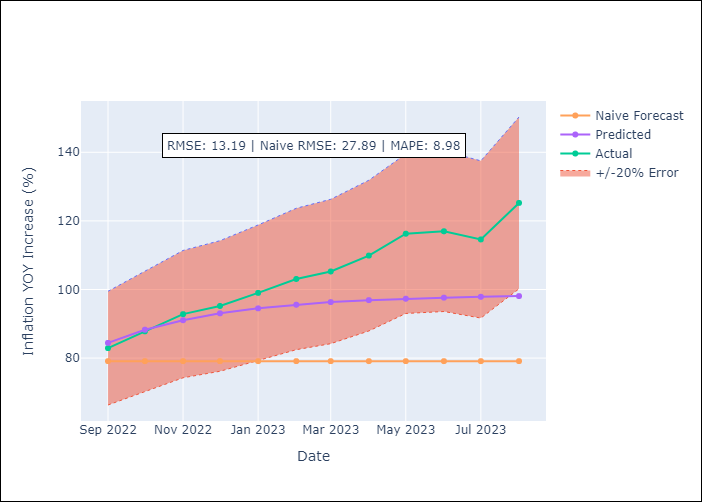 RMSE: 13.19 | Naive RMSE: 27.89 | MAPE: 8.98
Naive Forecast
Predicted
Actual
+/-20% Error
Inflation YOY Increase (%)
140
120
100
80
Sep 2022
Nov 2022
Jan 2023
Mar 2023
May 2023
Jul 2023
Date